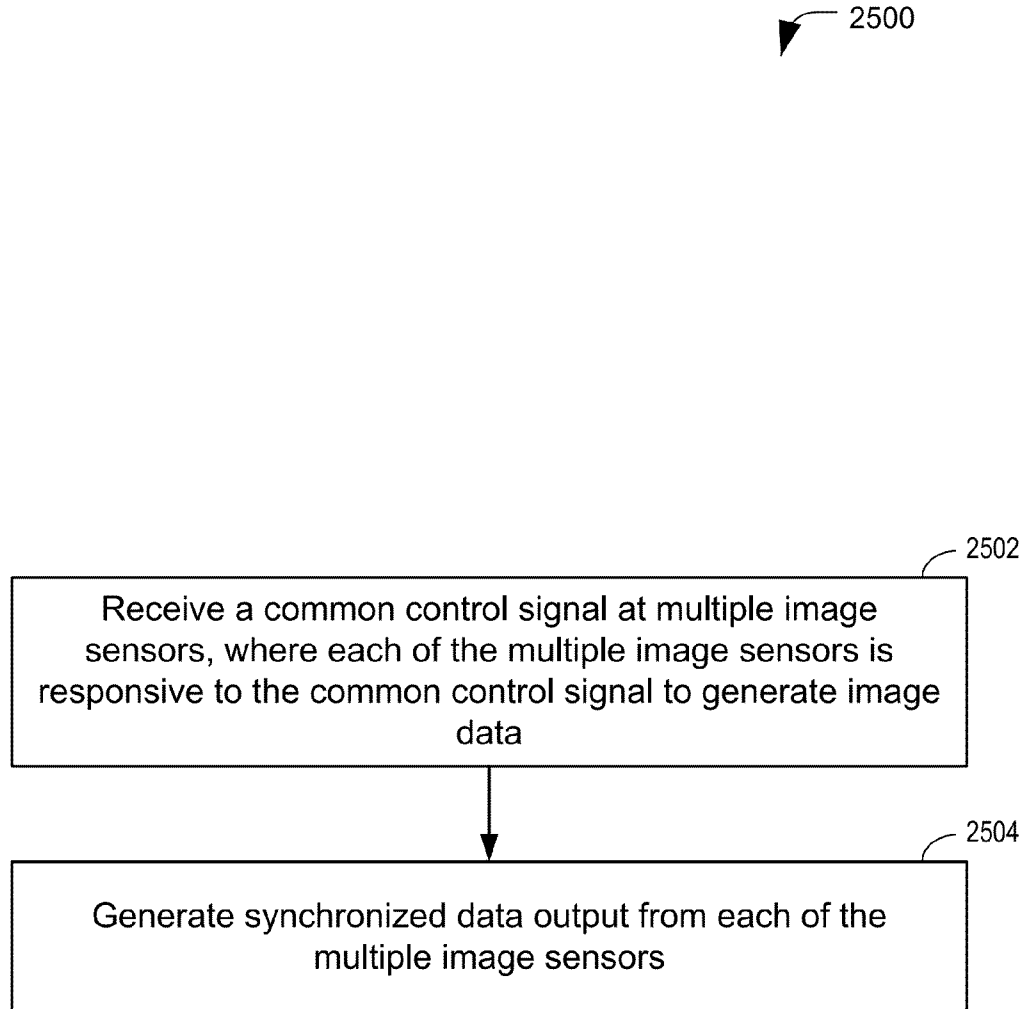 2500
2502
Receive a common control signal at multiple image
sensors, where each of the multiple image sensors is
responsive to the common control signal to generate image
data
2504
Generate synchronized data output from each of the
multiple image sensors